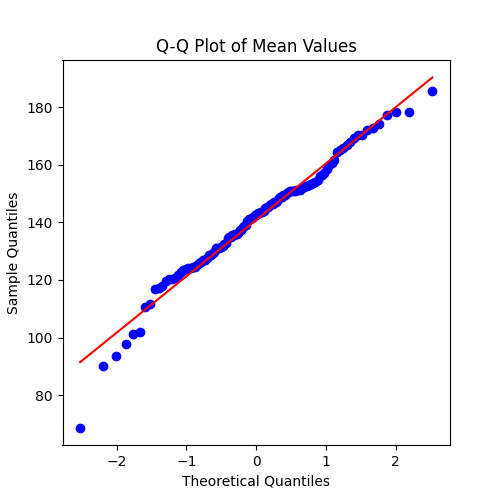 Q-Q Plot of Mean Values
Sample Quantiles
180
160
140
120
100
80
−2 −1 0 1 2
Theoretical Quantiles